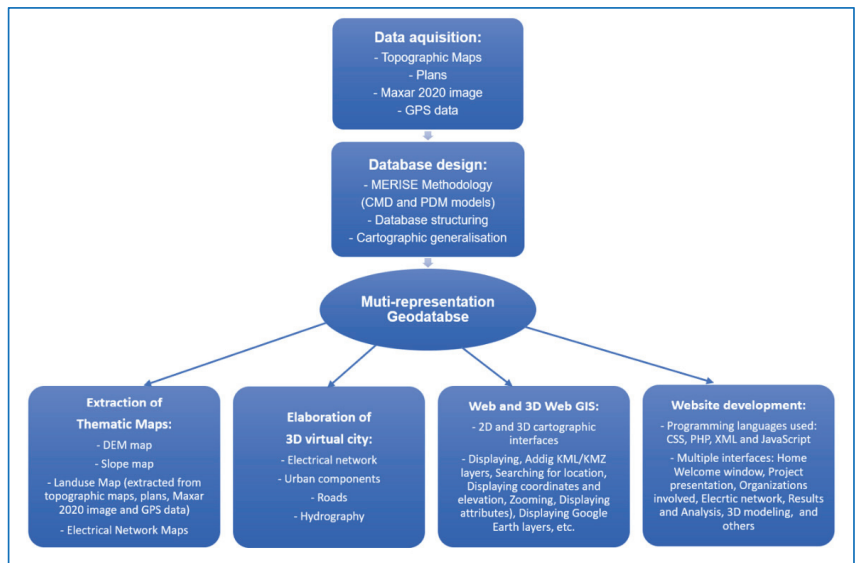 Data aquisition:
- Topographic Maps
- Plans
- Maxar 2020 image
- GPS data
Database design:
- MERISE Methodology
(CMD and PDM models)
- Database structuring
- Cartographic generalisation
Muti-representation
Geodatabse
Extraction of
Thematic Maps:
- DEM map
- Slope map
- Landuse Map (extracted from
topographic maps, plans, Maxar
2020 image and GPS data)
- Electrical Network Maps
Elaboration of
3D virtual city:
- Electrical network
- Urban components
- Roads
- Hydrography
Web and 3D Web GIS:
- 2D and 3D cartographic
interfaces
- Displaying, Addig KML/KMZ
layers, Searching for location,
Displaying coordinates and
elevation, Zooming, Displaying
attributes), Displaying Google
Earth layers, etc.
Website development:
- Programming languages used:
CSS, PHP, XML and JavaScript
- Multiple interfaces: Home
Welcome window, Project
presentation, Organizations
involved, Elecrtic network, Results
and Analysis, 3D modeling, and
others